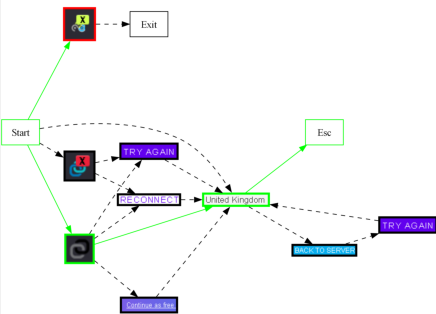 X
Exit
Start
Esc
TRY AGAIN
X
RECONNECT
United Kingdom
TRY AGAIN
BACK TO SERVER
Continue as free